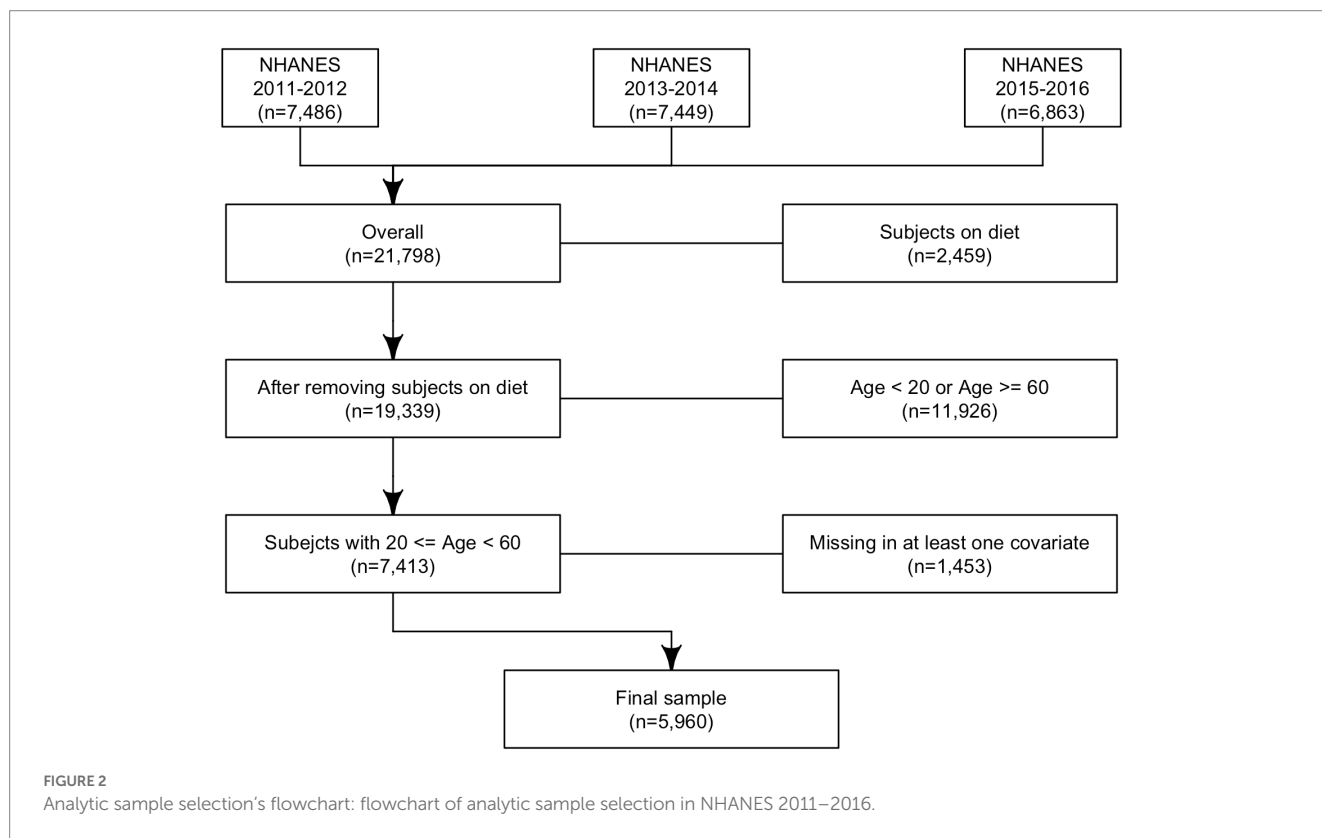 NHANES
2011-2012
(n=7,486)
NHANES
2013-2014
(n=7,449)
NHANES
2015-2016
(n=6,863)
Overall
(n=21,798)
Subjects on diet
(n=2,459)
After removing subjects on diet
(n=19,339)
Age < 20 or Age >= 60
(n=11,926)
Subejcts with 20 <= Age < 60
(n=7,413)
Missing in at least one covariate
(n=1,453)
Final sample
(n=5,960)
FIGURE 2
Analytic sample selection’s flowchart: flowchart of analytic sample selection in NHANES 2011–2016.